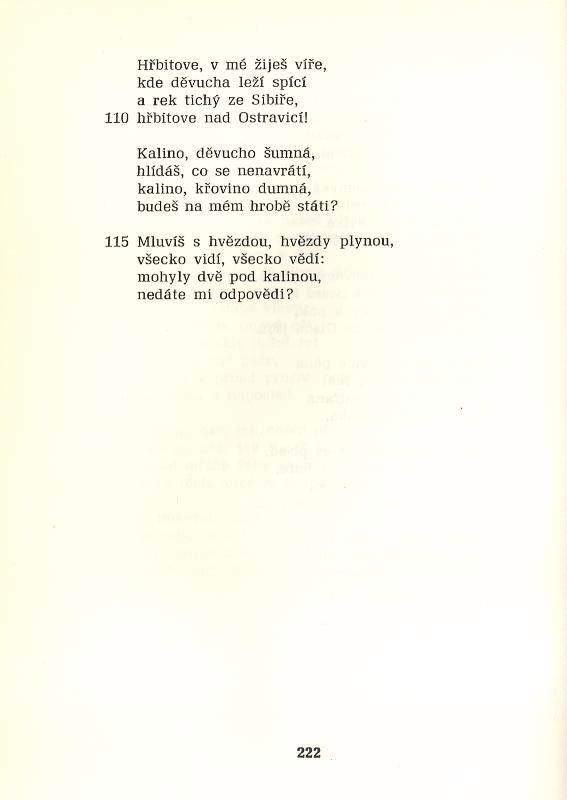 Hřbitove, v mé žiješ víře,
kde děvucha leží spící
a rek tichý ze Sibiře,
110 hřbitove nad Ostravicí!
Kalino, děvucho šumná,
hlídáš, co se nenavrátí,
kalino, křovino dumná,
budeš na mém hrobě státi?
115 Mluvíš s hvězdou, hvězdy plynou,
všecko vidí, všecko vědí:
mohyly dvě pod kalinou,
nedáte mi odpovědi?
222